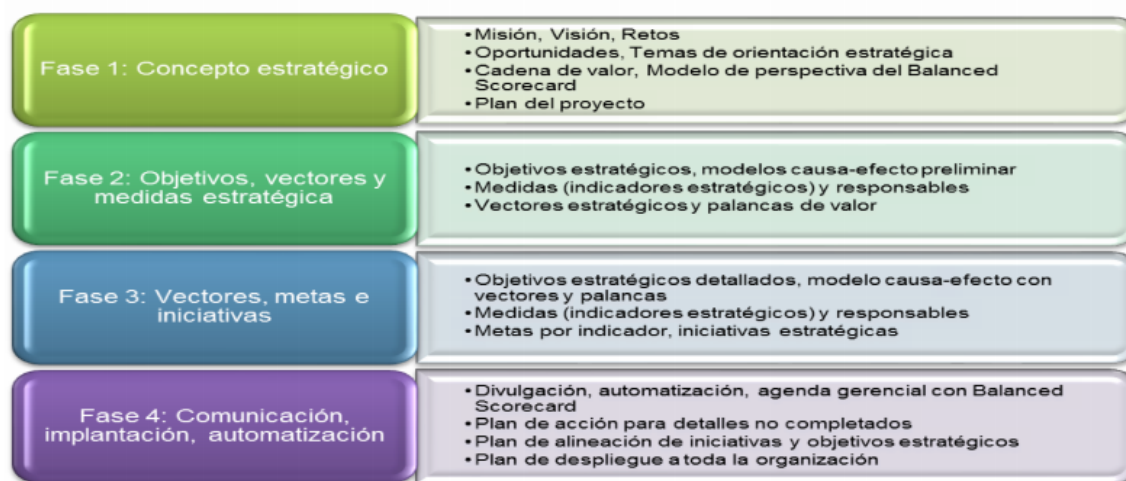 Fase 1: Concepto estratégico
•Misión, Visión, Retos
•Oportunidades, Temas de orientación estratégica
•Cadena de valor, Modelo de perspectiva del Balanced
Scorecard
•Plan del proyecto
Fase 2: Objetivos, vectores y
medidas estratégica
•Objetivos estratégicos, modelos causa-efecto preliminar
•Medidas (indicadores estratégicos) y responsables
•Vectores estratégicos y palancas de valor
Fase 3: Vectores, metas e
iniciativas
•Objetivos estratégicos detallados, modelo causa-efecto con
vectores y palancas
•Medidas (indicadores estratégicos) y responsables
•Metas por indicador, iniciativas estratégicas
Fase 4: Comunicación,
implantación, automatización
•Divulgación, automatización, agenda gerencial con Balanced
Scorecard
•Plan de acción para detalles no completados
•Plan de alineación de iniciativas y objetivos estratégicos
•Plan de despliegue a toda la organización